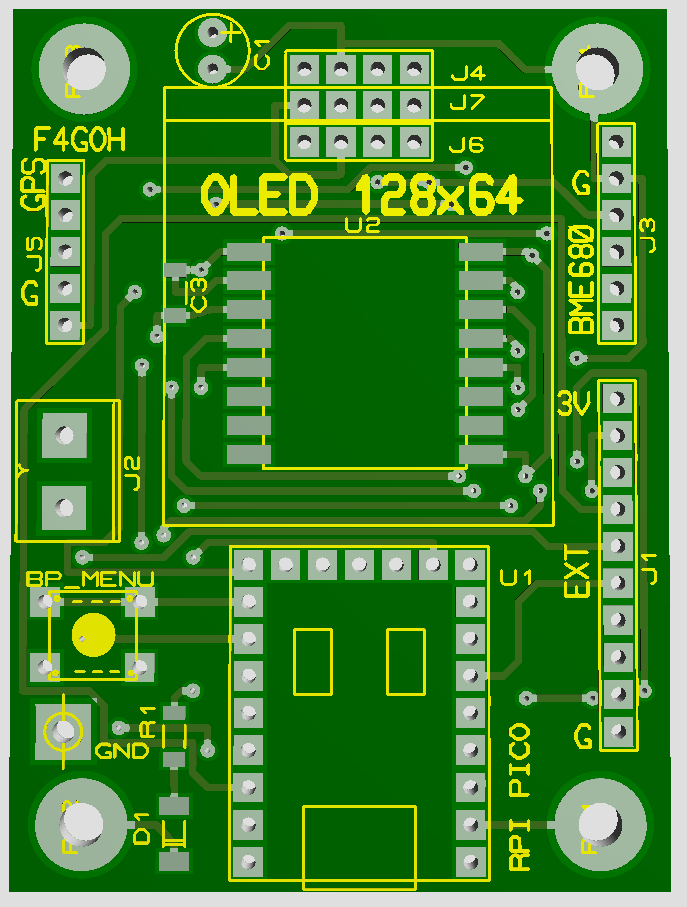 +
C1
J4
J7
J6
F4GOH
GPS
OLED 128x64
G
U2
J3
J5
BME680
G
C3
3V
J2
Y
EXT
U1
J1
BP_MENU
R1
GND
G
RPI PICO
D1